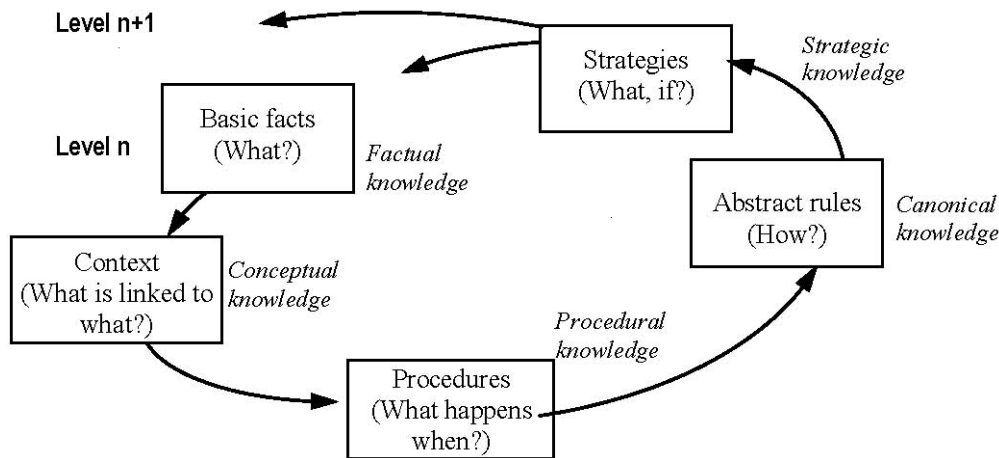 Level n+1
Strategies
(What, if?)
Strategic
knowledge
Basic facts
(What?)
Level n
Factual
knowledge
Abstract rules
(How?)
Canonical
knowledge
Context
(What is linked to
what?)
Conceptual
knowledge
Procedural
knowledge
Procedures
(What happens
when?)